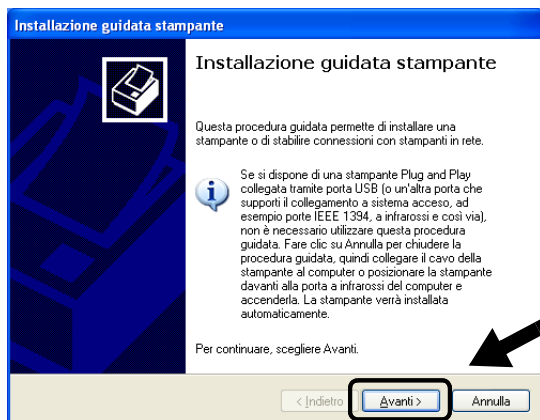 Installazione guidata stampante
Installazione guidata stampante
Questa procedura guidata permette di installare una
stampante o di stabilire connessioni con stampanti in rete.
Se si dispone di una stampante Plug and Play
collegata tramite porta USB (o un'altra porta che
supporti il collegamento a sistema acceso, ad
esempio porte IEEE 1394, a infrarossi e così via),
non è necessario utilizzare questa procedura
guidata. Fare clic su Annulla per chiudere la
procedura guidata, quindi collegare il cavo della
stampante al computer o posizionare la stampante
davanti alla porta a infrarossi del computer e
accenderla. La stampante verrà installata
automaticamente.
Per continuare, scegliere Avanti.
< Indietro Avanti > Annulla